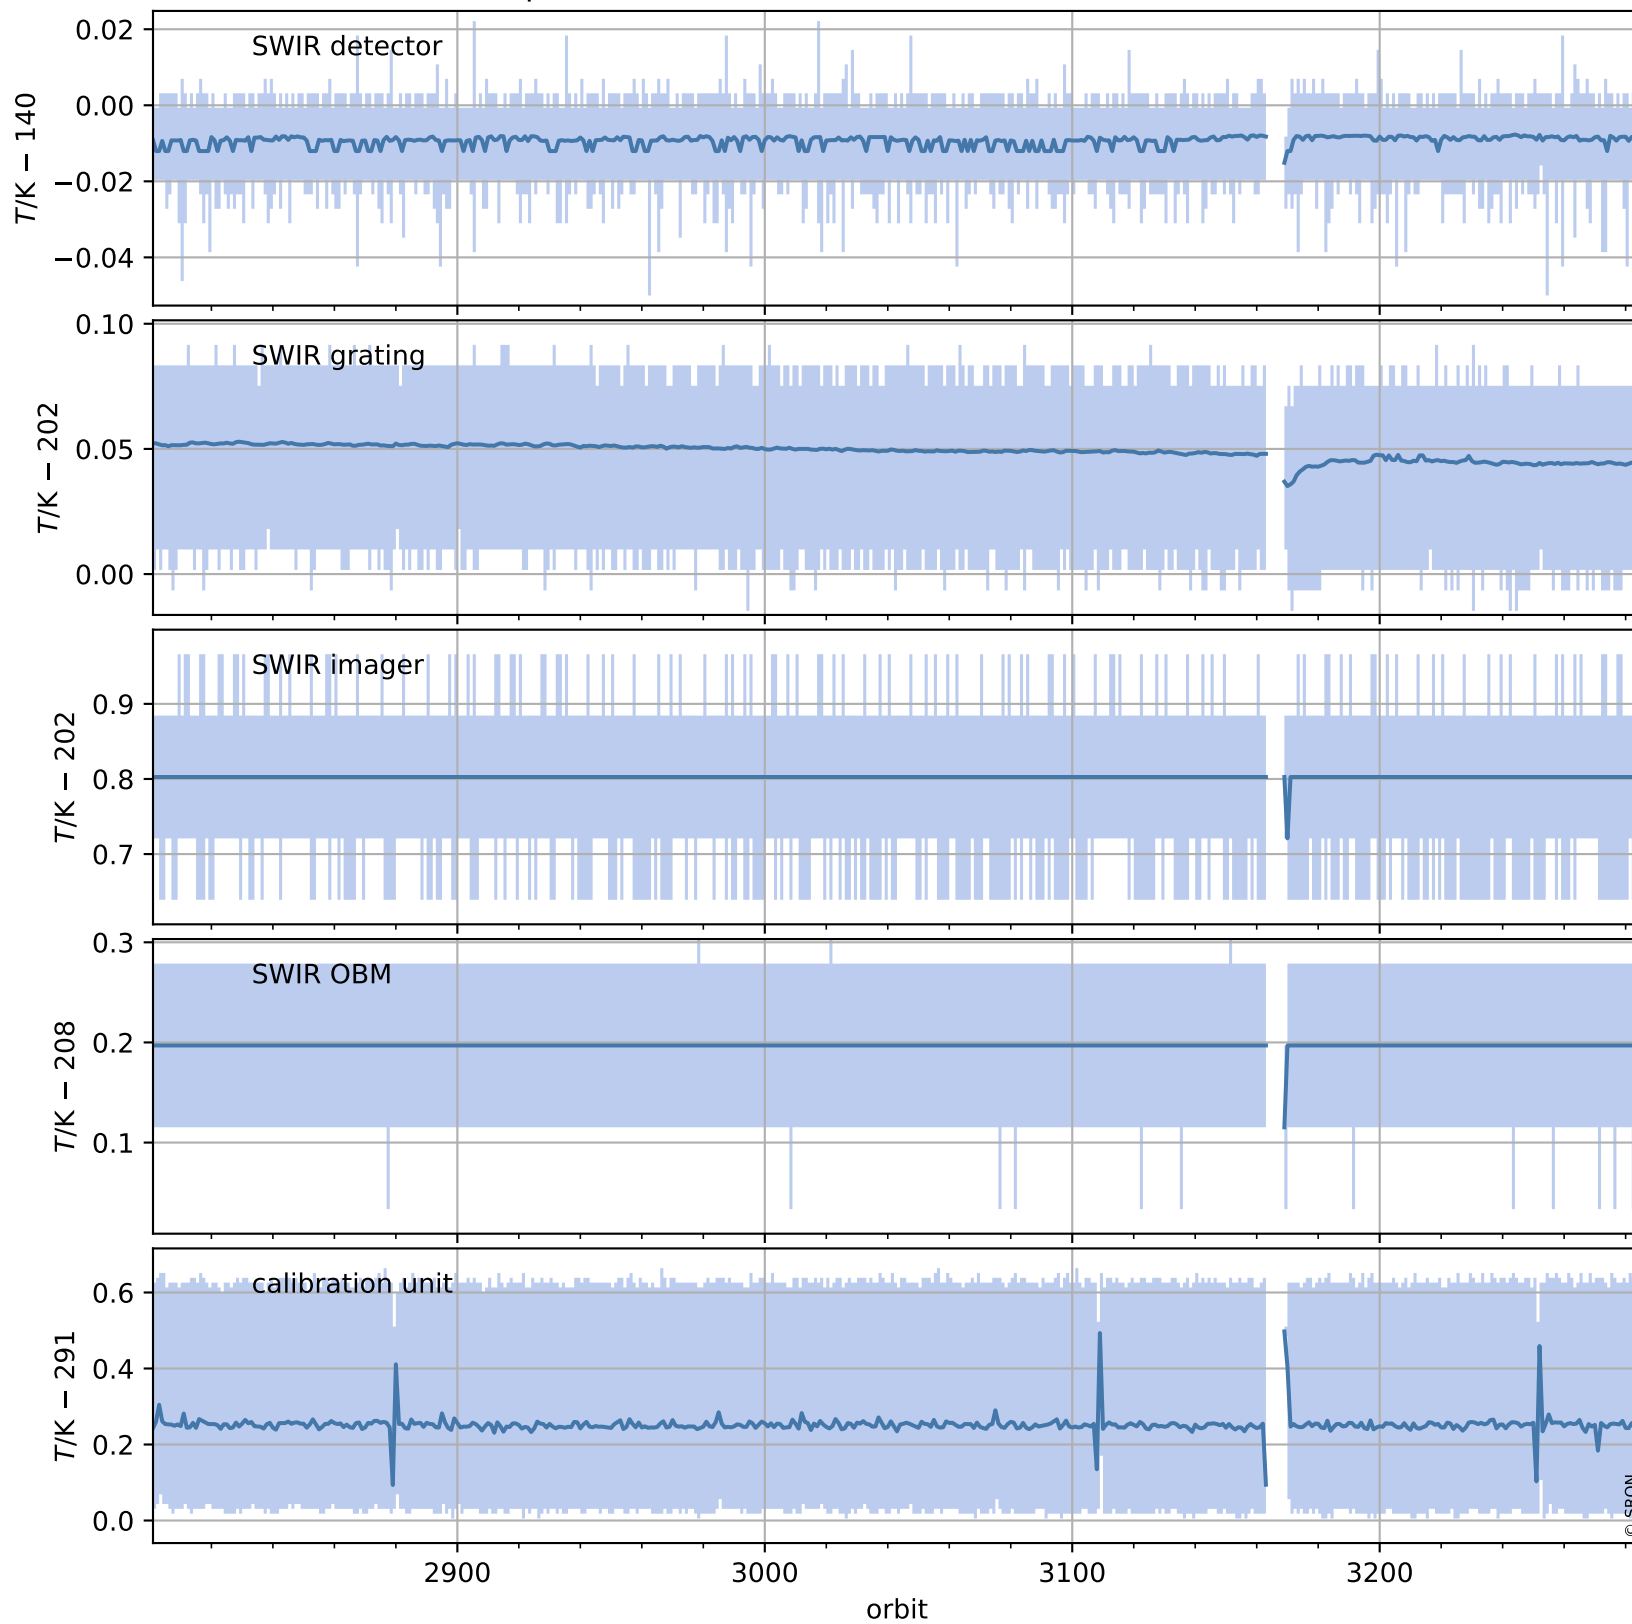 SWIR detector
0.02
0.00
−0.02
−0.04
T/K − 140
SWIR grating
0.10
0.05
0.00
T/K − 202
SWIR imager
0.9
0.8
0.7
T/K − 202
SWIR OBM
0.3
0.2
0.1
T/K − 208
calibration unit
0.6
0.4
0.2
0.0
T/K − 291
© SRON
2900 3000 3100 3200
orbit